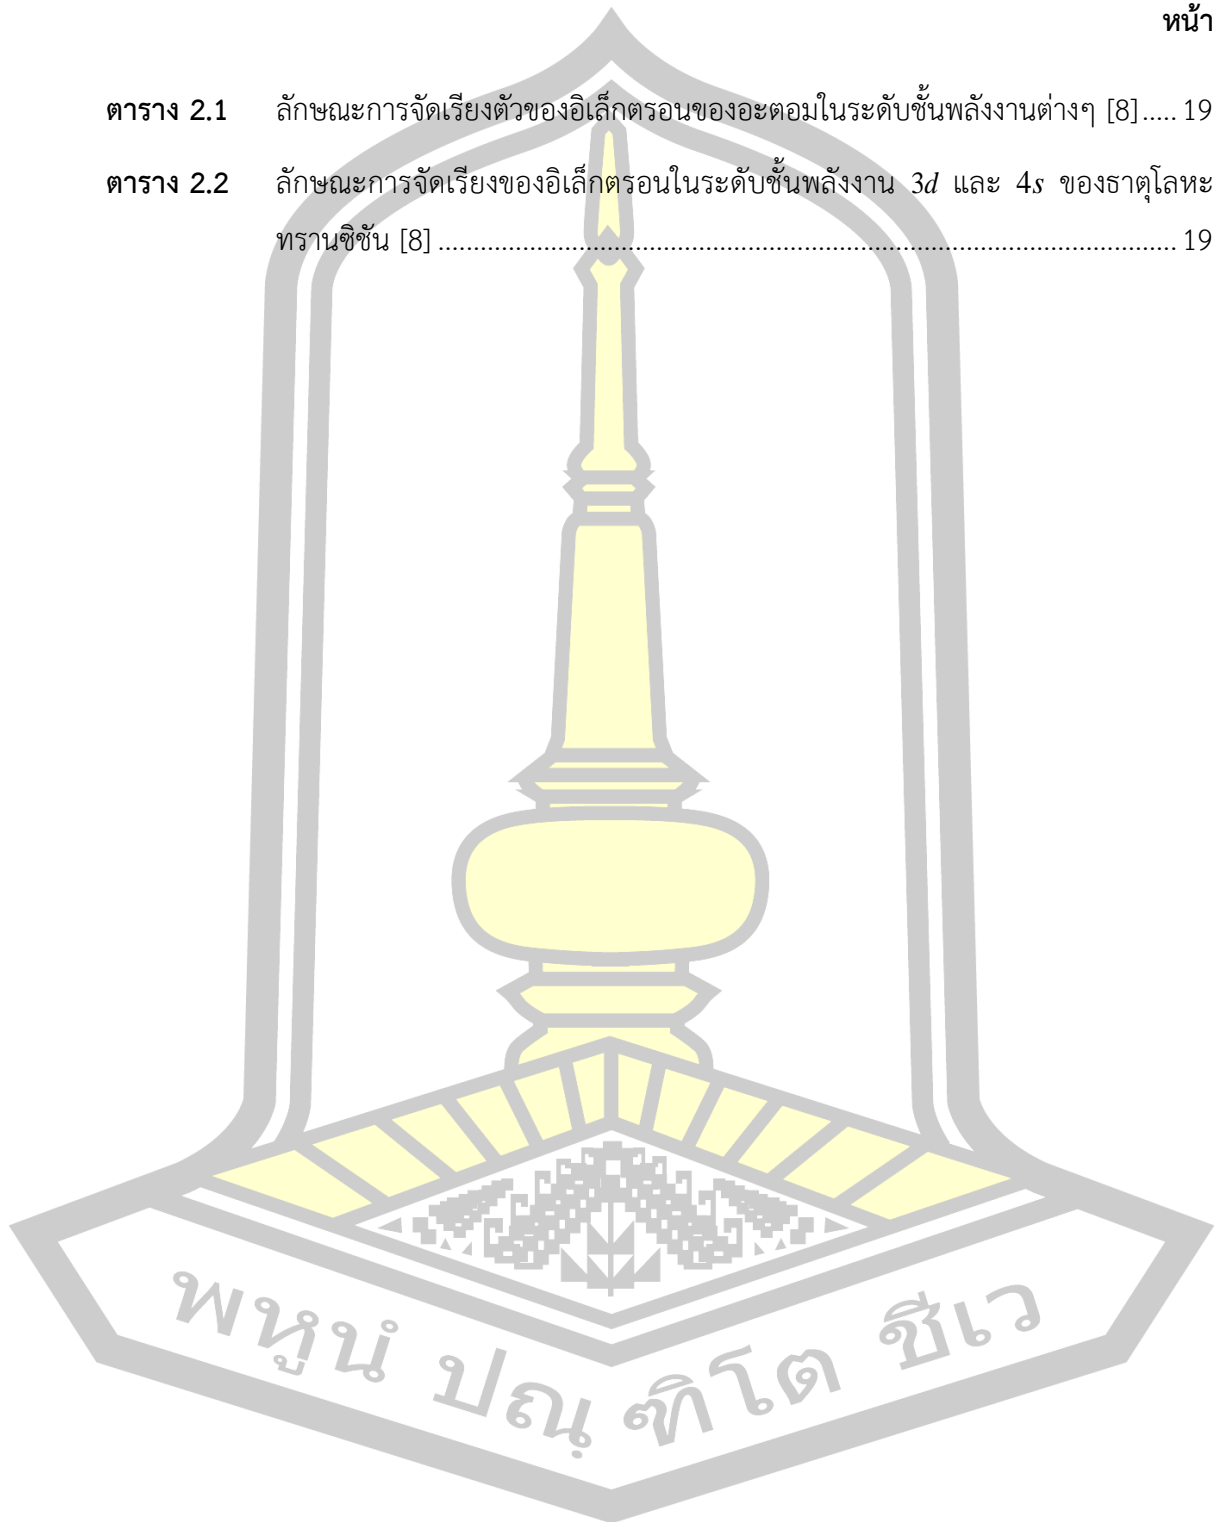 หน้า
ตาราง 2.1 ลักษณะการจัดเรียงตัวของอิเล็กตรอนของอะตอมในระดับชั้นพลังงานต่างๆ [8]..... 19
ตาราง 2.2 ลักษณะการจัดเรียงของอิเล็กตรอนในระดับชั้นพลังงาน 3d และ 4s ของธาตุโลหะ
ทรานซิชัน [8] ........................................................................................................ 19
พหูนํ ปณฺ ฑิโต ชีเว